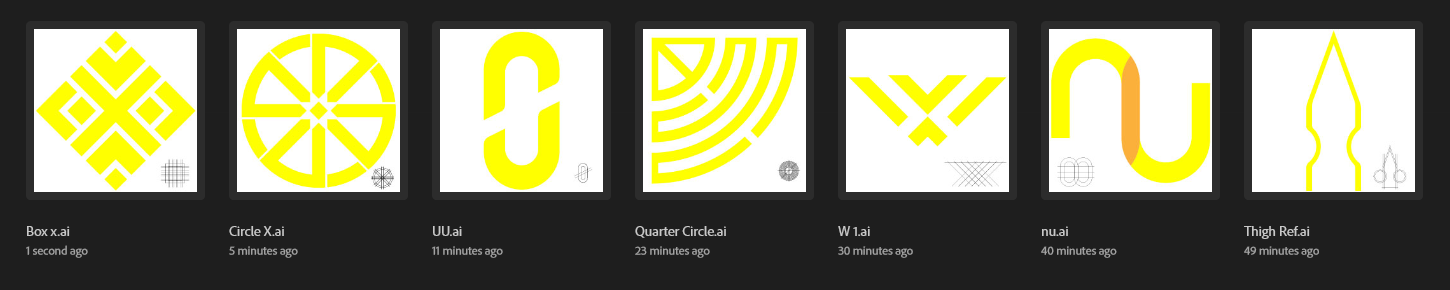 Box x.ai
1 second ago
Circle X.ai
5 minutes ago
UU.ai
11 minutes ago
Quarter Circle.ai
23 minutes ago
W 1.ai
30 minutes ago
nu.ai
40 minutes ago
Thigh Ref.ai
49 minutes ago